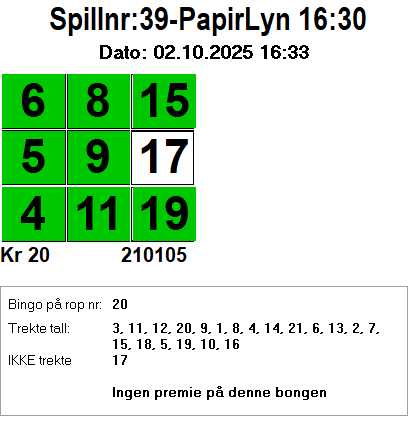 Spillnr:39-PapirLyn 16:30
Dato: 02.10.2025 16:33
6 8 15
5 9 17
4 11 19
Kr 20 210105
Bingo på rop nr: 20
Trekte tall: 3, 11, 12, 20, 9, 1, 8, 4, 14, 21, 6, 13, 2, 7,
15, 18, 5, 19, 10, 16
IKKE trekte 17
Ingen premie på denne bongen